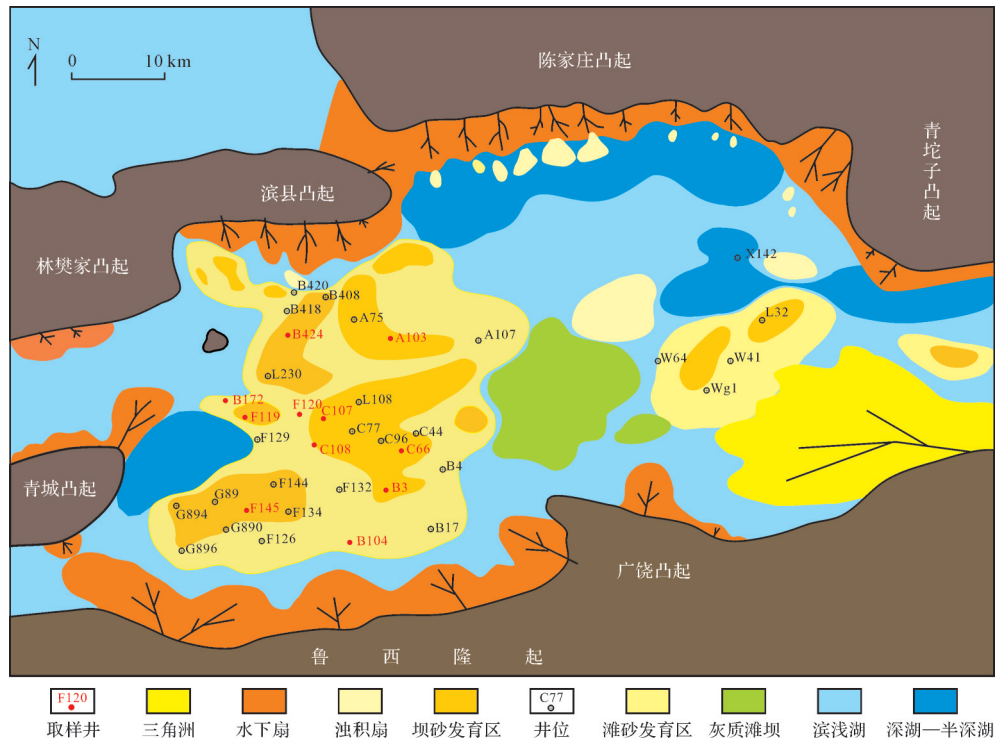 N
0 10 km
陈家庄凸起
青坨子凸起
滨县凸起
林樊家凸起
X142
B420
B408
B418
A75
L32
B424
A103
A107
W64
W41
L230
Wg1
B172
L108
F120
F119
C107
C77
C44
F129
C96
C108
C66
B4
青城凸起
F144
G89
F132
B3
G894
F145
F134
G890
B17
F126
B104
G896
广饶凸起
鲁西隆起
F120 C77
取样井 三角洲 水下扇 浊积扇 坝砂发育区 井位 滩砂发育区 灰质滩坝 滨浅湖 深湖—半深湖